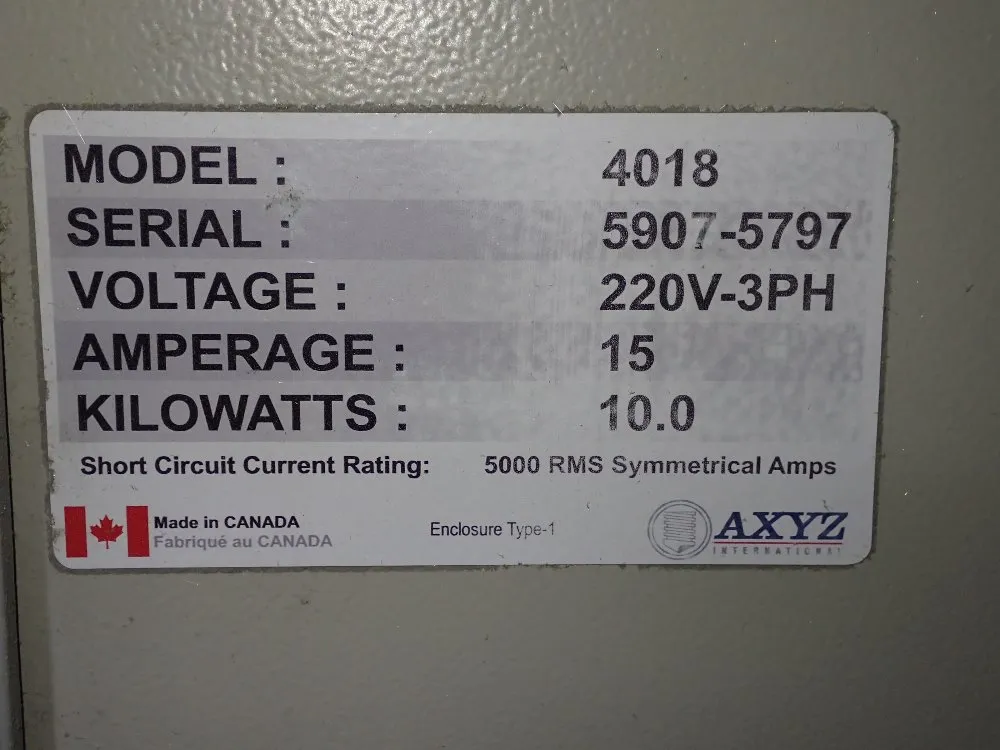 MODEL : 4018
SERIAL : 5907-5797
VOLTAGE : 220V-3PH
AMPERAGE : 15
KILOWATTS : 10.0
Short Circuit Current Rating: 5000 RMS Symmetrical Amps
Made in CANADA
Fabriqué au CANADA
Enclosure Type-1
AXYZ
INTERNATIONAL